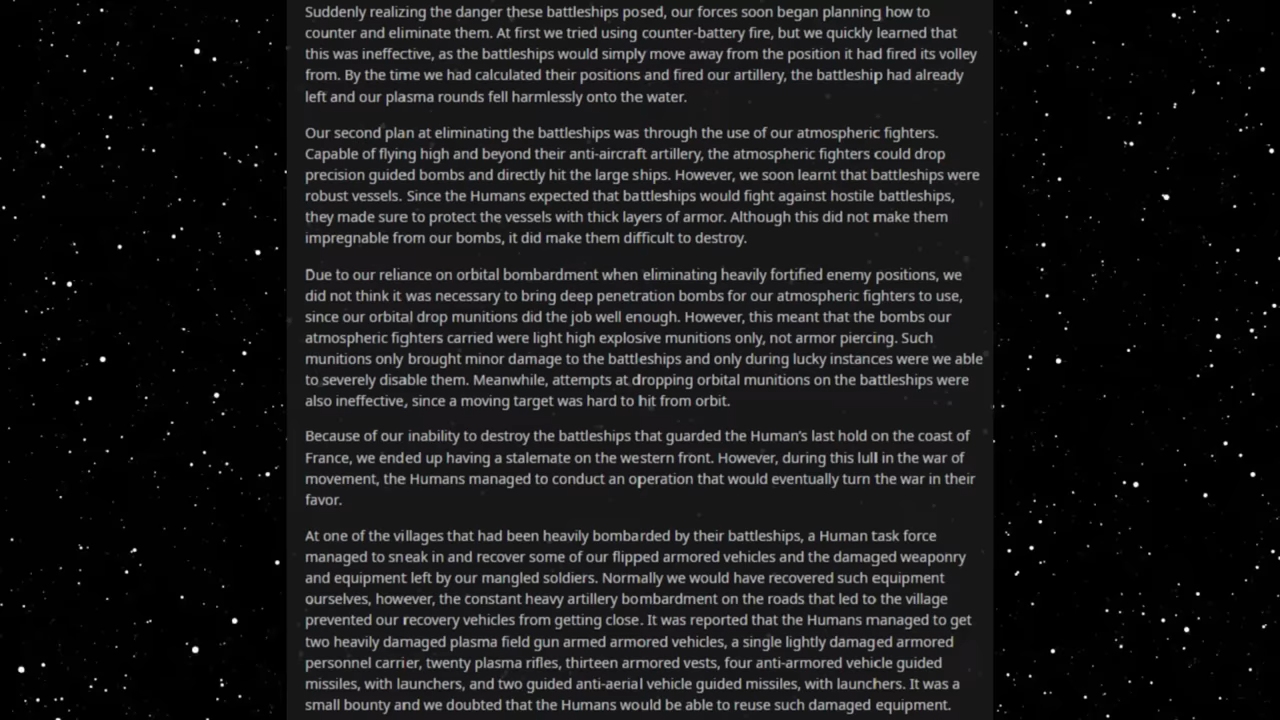 Suddenly realizing the danger these battleships posed, our forces soon began planning how to
counter and eliminate them. At first we tried using counter-battery fire, but we quickly learned that
this was ineffective, as the battleships would simply move away from the position it had fired its volley
from. By the time we had calculated their positions and fired our artillery, the battleship had already
left and our plasma rounds fell harmlessly onto the water.
Our second plan at eliminating the battleships was through the use of our atmospheric fighters.
Capable of flying high and beyond their anti-aircraft artillery, the atmospheric fighters could drop
precision guided bombs and directly hit the large ships. However, we soon learnt that battleships were
robust vessels. Since the Humans expected that battleships would fight against hostile battleships,
they made sure to protect the vessels with thick layers of armor. Although this did not make them
impregnable from our bombs, it did make them difficult to destroy.
Due to our reliance on orbital bombardment when eliminating heavily fortified enemy positions, we
did not think it was necessary to bring deep penetration bombs for our atmospheric fighters to use,
since our orbital drop munitions did the job well enough. However, this meant that the bombs our
atmospheric fighters carried were light high explosive munitions only, not armor piercing. Such
munitions only brought minor damage to the battleships and only during lucky instances were we able
to severely disable them. Meanwhile, attempts at dropping orbital munitions on the battleships were
also ineffective, since a moving target was hard to hit from orbit.
Because of our inability to destroy the battleships that guarded the Human's last hold on the coast of
France, we ended up having a stalemate on the western front. However, during this lull in the war of
movement, the Humans managed to conduct an operation that would eventually turn the war in their
favor.
At one of the villages that had been heavily bombarded by their battleships, a Human task force
managed to sneak in and recover some of our flipped armored vehicles and the damaged weaponry
and equipment left by our mangled soldiers. Normally we would have recovered such equipment
ourselves, however, the constant heavy artillery bombardment on the roads that led to the village
prevented our recovery vehicles from getting close. It was reported that the Humans managed to get
two heavily damaged plasma field gun armed armored vehicles, a single lightly damaged armored
personnel carrier, twenty plasma rifles, thirteen armored vests, four anti-armored vehicle guided
missiles, with launchers, and two guided anti-aerial vehicle guided missiles, with launchers. It was a
small bounty and we doubted that the Humans would be able to reuse such damaged equipment.